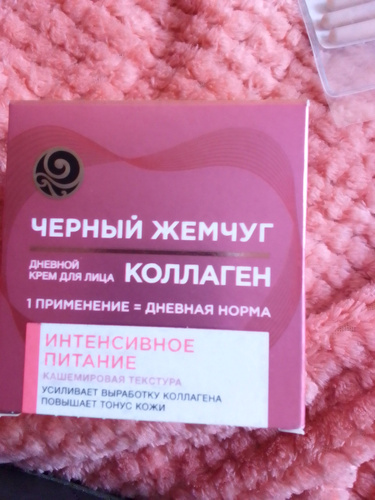 ЧЕРНЫЙ ЖЕМЧУГ
ДНЕВНОЙ
КРЕМ ДЛЯ ЛИЦА
КОЛЛАГЕН
1 ПРИМЕНЕНИЕ = ДНЕВНАЯ НОРМА
ИНТЕНСИВНОЕ
ПИТАНИЕ
КАШЕМИРОВАЯ ТЕКСТУРА
УСИЛИВАЕТ ВЫРАБОТКУ КОЛЛАГЕНА
ПОВЫШАЕТ ТОНУС КОЖИ